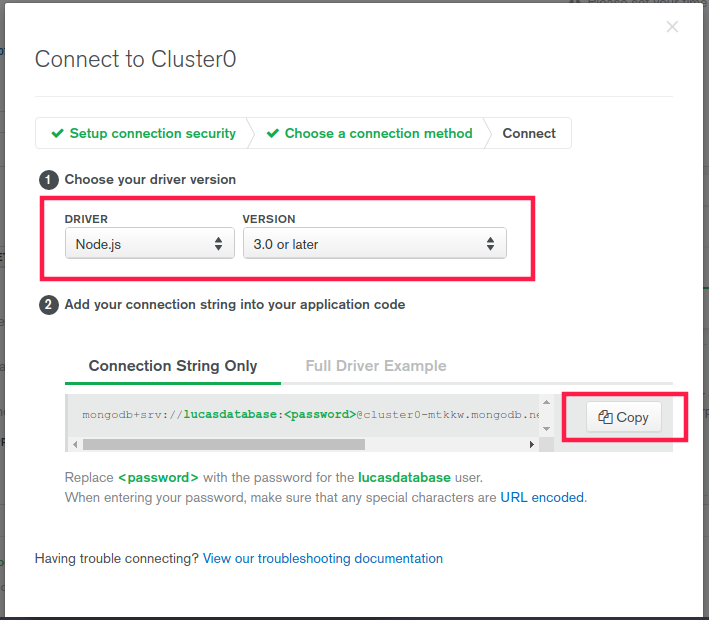 Connect to Cluster0
Setup connection security
Choose a connection method
Connect
1 Choose your driver version
DRIVER
VERSION
Node.js
3.0 or later
2 Add your connection string into your application code
Connection String Only
Full Driver Example
mongodb+srv://lucasdatabase:<password>@cluster0-mtkkw.mongodb.ne
Copy
Replace <password> with the password for the lucasdatabase user.
When entering your password, make sure that any special characters are URL encoded.
Having trouble connecting? View our troubleshooting documentation